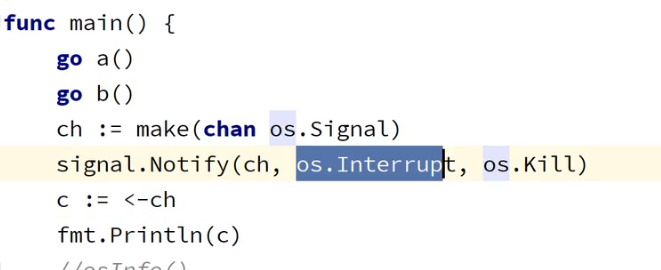 func main() {
go a()
go b()
ch := make(chan os.Signal)
signal.Notify(ch, os.Interrupt, os.Kill)
c := <-ch
fmt.Println(c)
//osInfo()